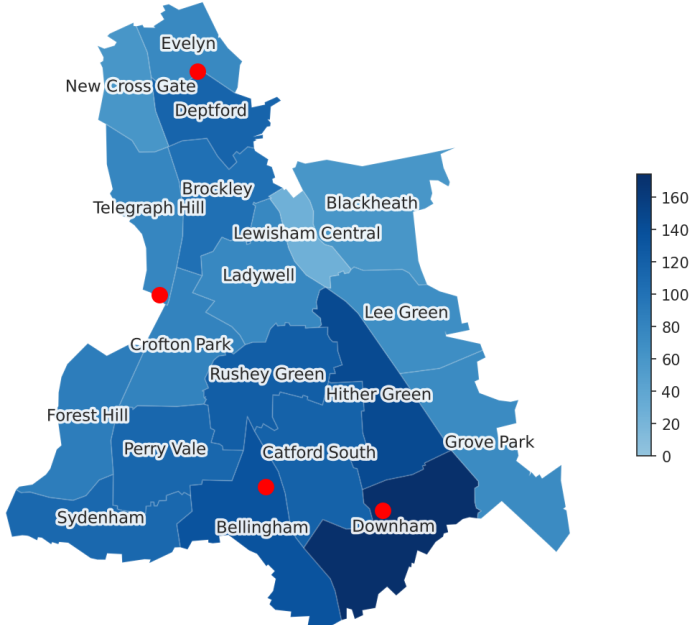 Evelyn
New Cross Gate
Deptford
Brockley
Telegraph Hill
Blackheath
Lewisham Central
Ladywell
Lee Green
Crofton Park
Rushey Green
Hither Green
Forest Hill
Perry Vale
Catford South
Grove Park
Sydenham
Bellingham
Downham
160
140
120
100
80
60
40
20
0